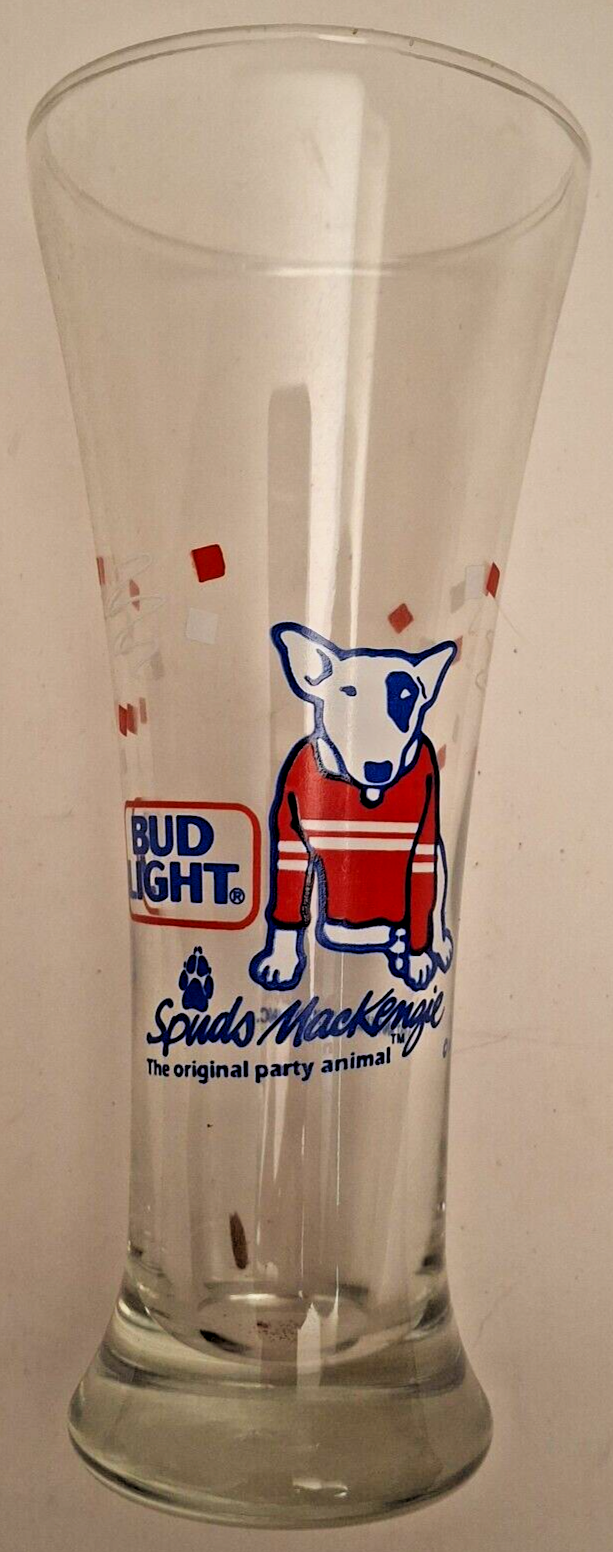 BUD
LIGHT®
Spuds MacKenzie
The original party animal™